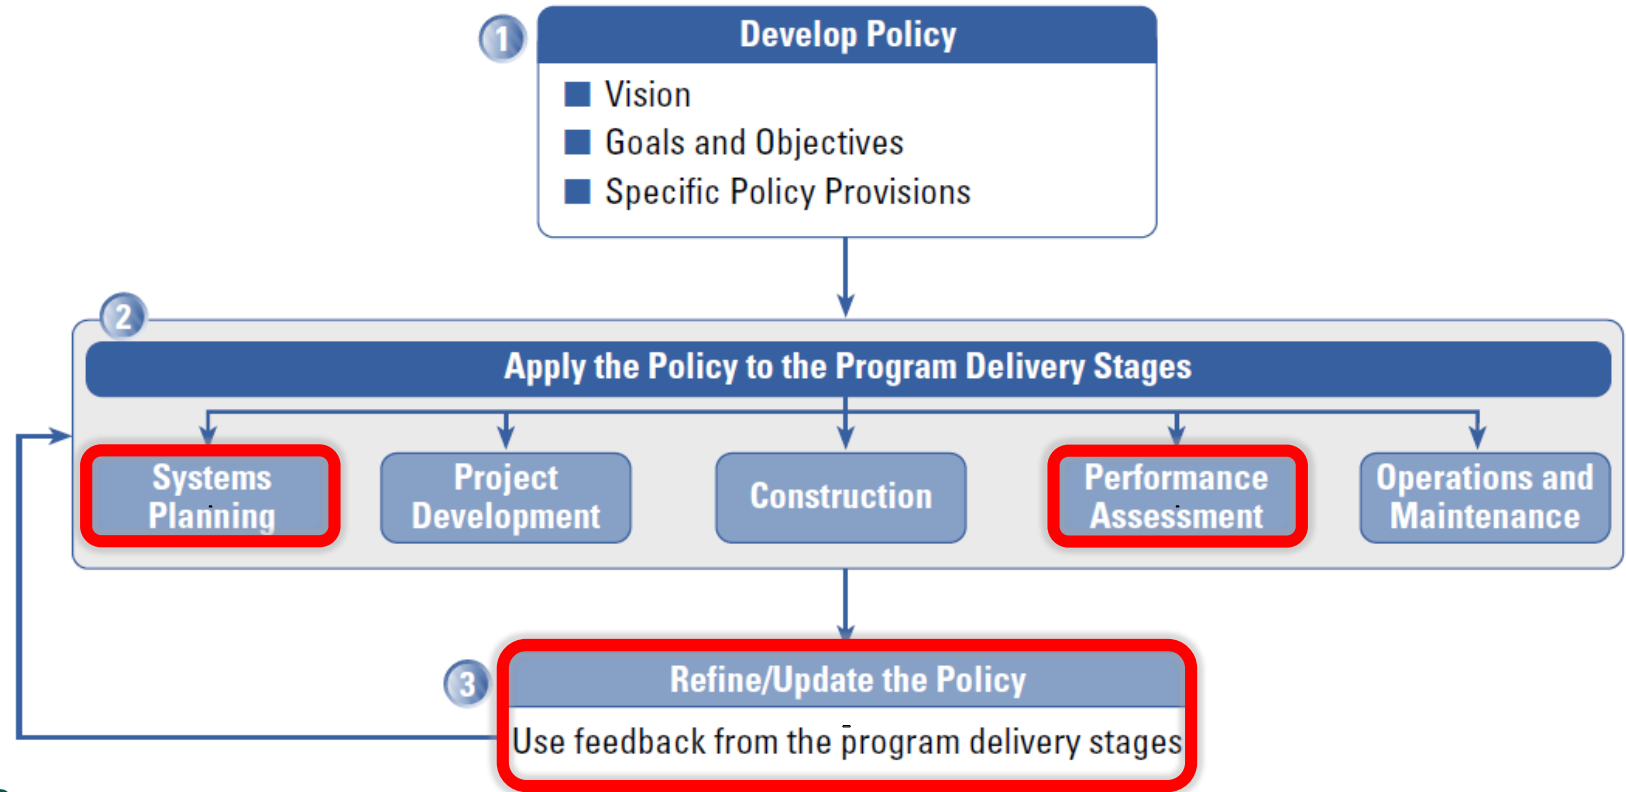 1
Develop Policy
Vision
Goals and Objectives
Specific Policy Provisions
2
Apply the Policy to the Program Delivery Stages
Systems
Planning
Project
Development
Construction
Performance
Assessment
Operations and
Maintenance
3
Refine/Update the Policy
Use feedback from the program delivery stages